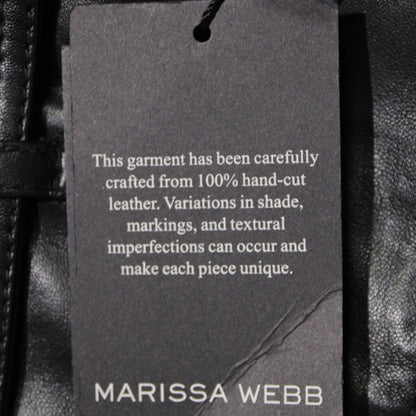 This garment has been carefully
crafted from 100% hand-cut
leather. Variations in shade,
markings, and textural
imperfections can occur and
make each piece unique.
MARISSA WEBB